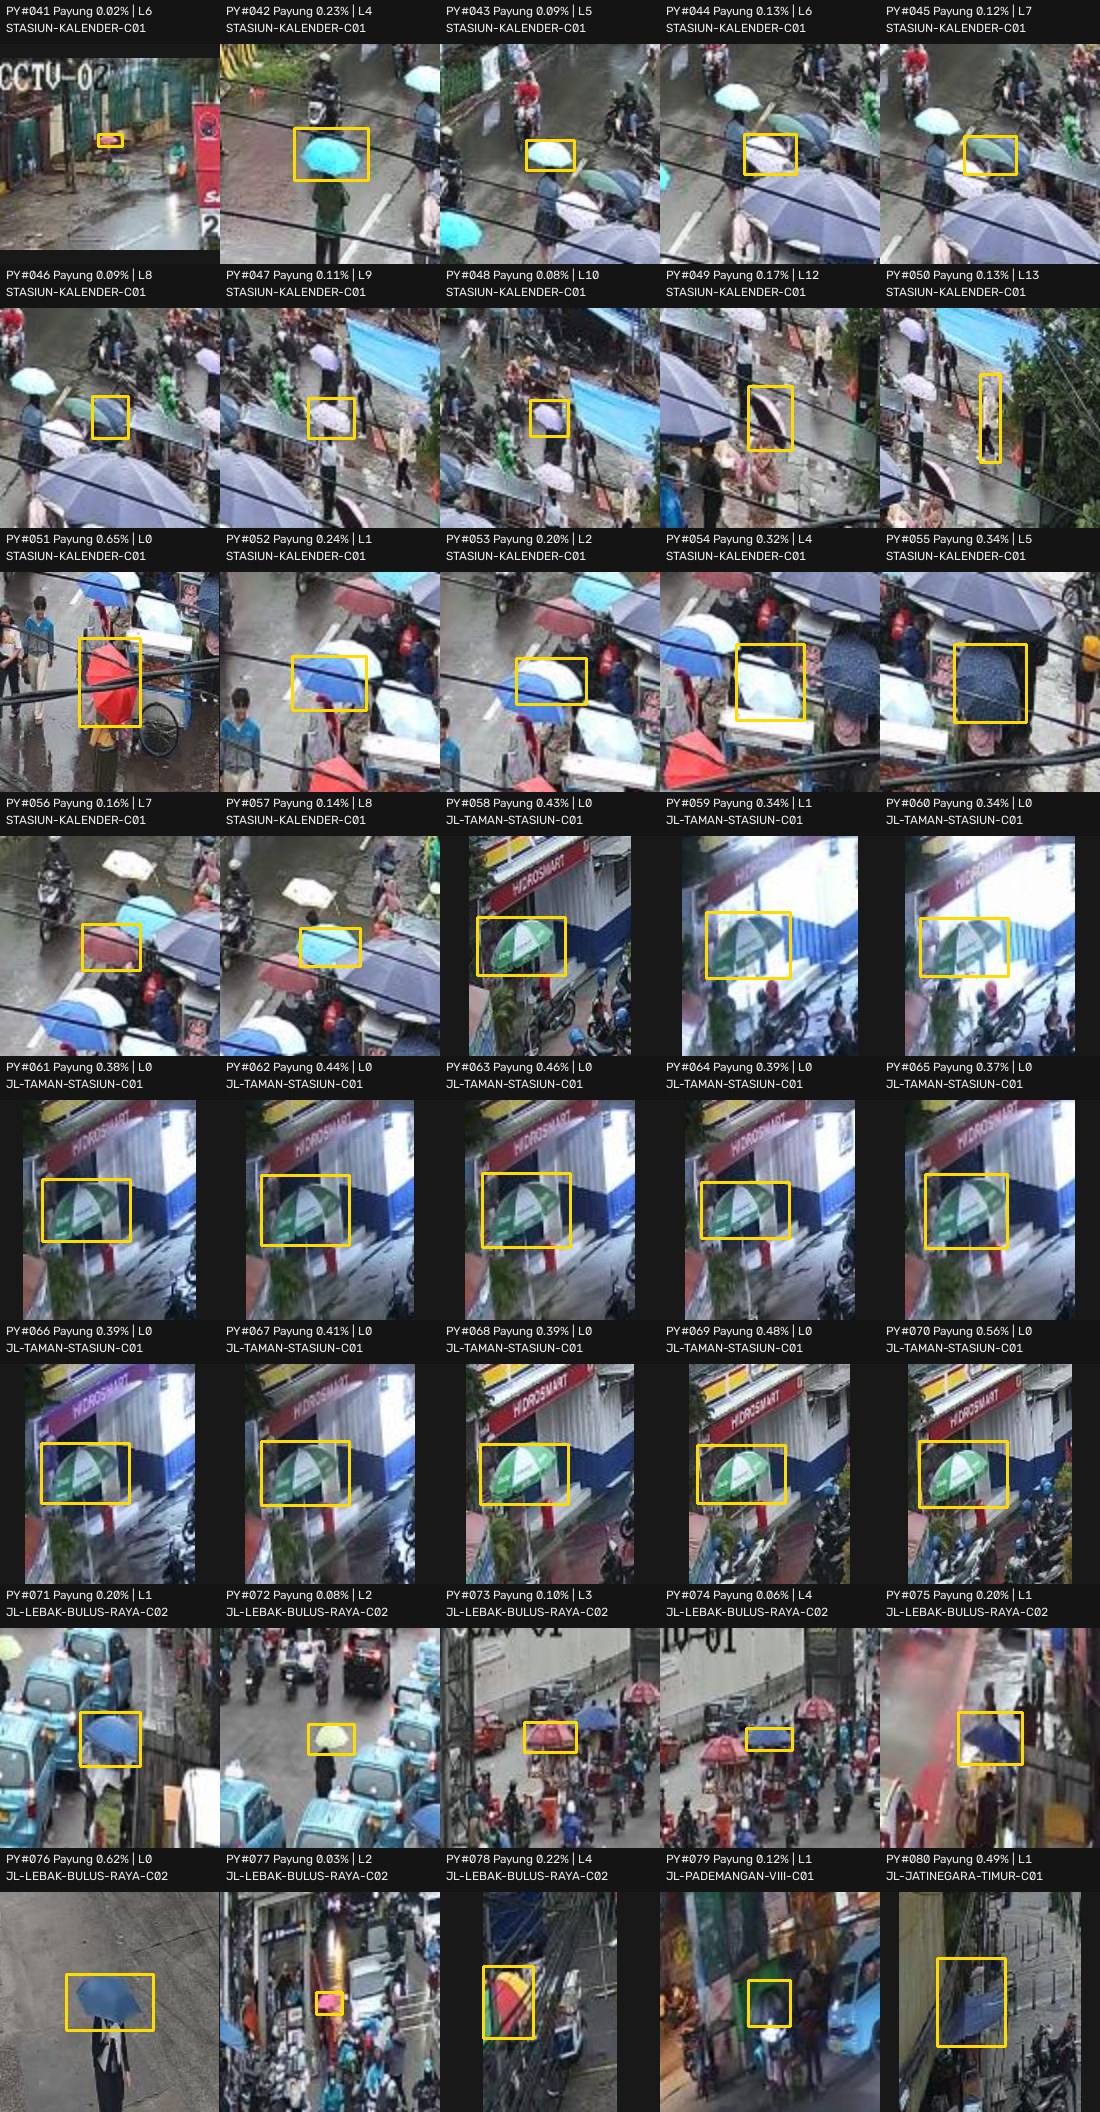 PY#041 Payung 0.02% | L6
STASIUN-KALENDER-C01
PY#042 Payung 0.23% | L4
STASIUN-KALENDER-C01
PY#043 Payung 0.09% | L5
STASIUN-KALENDER-C01
PY#044 Payung 0.13% | L6
STASIUN-KALENDER-C01
PY#045 Payung 0.12% | L7
STASIUN-KALENDER-C01
CCTV-02
PY#046 Payung 0.09% | L8
STASIUN-KALENDER-C01
PY#047 Payung 0.11% | L9
STASIUN-KALENDER-C01
PY#048 Payung 0.08% | L10
STASIUN-KALENDER-C01
PY#049 Payung 0.17% | L12
STASIUN-KALENDER-C01
PY#050 Payung 0.13% | L13
STASIUN-KALENDER-C01
PY#051 Payung 0.65% | L0
STASIUN-KALENDER-C01
PY#052 Payung 0.24% | L1
STASIUN-KALENDER-C01
PY#053 Payung 0.20% | L2
STASIUN-KALENDER-C01
PY#054 Payung 0.32% | L4
STASIUN-KALENDER-C01
PY#055 Payung 0.34% | L5
STASIUN-KALENDER-C01
PY#056 Payung 0.16% | L7
STASIUN-KALENDER-C01
PY#057 Payung 0.14% | L8
STASIUN-KALENDER-C01
PY#058 Payung 0.43% | L0
JL-TAMAN-STASIUN-C01
PY#059 Payung 0.34% | L1
JL-TAMAN-STASIUN-C01
PY#060 Payung 0.34% | L0
JL-TAMAN-STASIUN-C01
HIDROSMART
PY#061 Payung 0.38% | L0
JL-TAMAN-STASIUN-C01
PY#062 Payung 0.44% | L0
JL-TAMAN-STASIUN-C01
PY#063 Payung 0.46% | L0
JL-TAMAN-STASIUN-C01
PY#064 Payung 0.39% | L0
JL-TAMAN-STASIUN-C01
PY#065 Payung 0.37% | L0
JL-TAMAN-STASIUN-C01
HIDROSMART
HIDROSMART
HIDROSMART
HIDROSMART
HIDROSMART
PY#066 Payung 0.39% | L0
JL-TAMAN-STASIUN-C01
PY#067 Payung 0.41% | L0
JL-TAMAN-STASIUN-C01
PY#068 Payung 0.39% | L0
JL-TAMAN-STASIUN-C01
PY#069 Payung 0.48% | L0
JL-TAMAN-STASIUN-C01
PY#070 Payung 0.56% | L0
JL-TAMAN-STASIUN-C01
HIDROSMART
HIDROSMART
HIDROSMART
HIDROSMART
HIDROSMART
PY#071 Payung 0.20% | L1
JL-LEBAK-BULUS-RAYA-C02
PY#072 Payung 0.08% | L2
JL-LEBAK-BULUS-RAYA-C02
PY#073 Payung 0.10% | L3
JL-LEBAK-BULUS-RAYA-C02
PY#074 Payung 0.06% | L4
JL-LEBAK-BULUS-RAYA-C02
PY#075 Payung 0.20% | L1
JL-LEBAK-BULUS-RAYA-C02
PY#076 Payung 0.62% | L0
JL-LEBAK-BULUS-RAYA-C02
PY#077 Payung 0.03% | L2
JL-LEBAK-BULUS-RAYA-C02
PY#078 Payung 0.22% | L4
JL-LEBAK-BULUS-RAYA-C02
PY#079 Payung 0.12% | L1
JL-PADEMANGAN-VIII-C01
PY#080 Payung 0.49% | L1
JL-JATINEGARA-TIMUR-C01